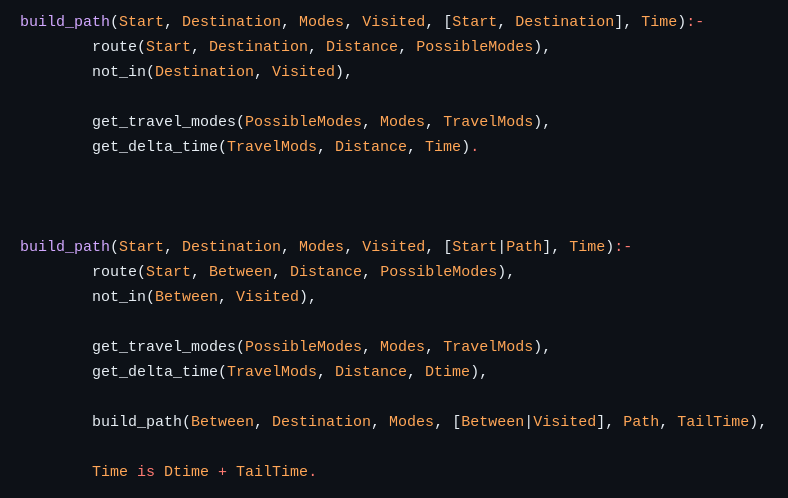 build_path(Start, Destination, Modes, Visited, [Start, Destination], Time):-
        route(Start, Destination, Distance, PossibleModes),
        not_in(Destination, Visited),

        get_travel_modes(PossibleModes, Modes, TravelMods),
        get_delta_time(TravelMods, Distance, Time).

build_path(Start, Destination, Modes, Visited, [Start|Path], Time):-
        route(Start, Between, Distance, PossibleModes),
        not_in(Between, Visited),

        get_travel_modes(PossibleModes, Modes, TravelMods),
        get_delta_time(TravelMods, Distance, Dtime),

        build_path(Between, Destination, Modes, [Between|Visited], Path, TailTime),

        Time is Dtime + TailTime.